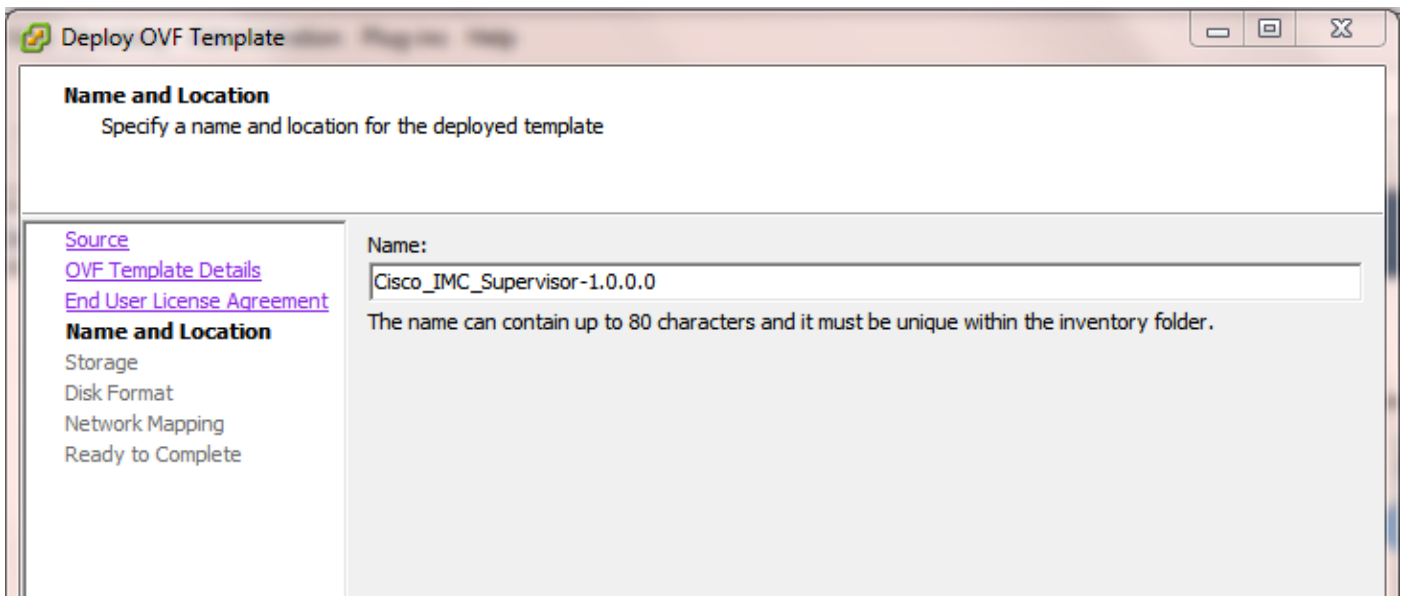 Deploy OVF Template
Name and Location
Specify a name and location for the deployed template
Source
OVF Template Details
End User License Agreement
Name and Location
Storage
Disk Format
Network Mapping
Ready to Complete
Name:
Cisco_IMC_Supervisor-1.0.0.0
The name can contain up to 80 characters and it must be unique within the inventory folder.